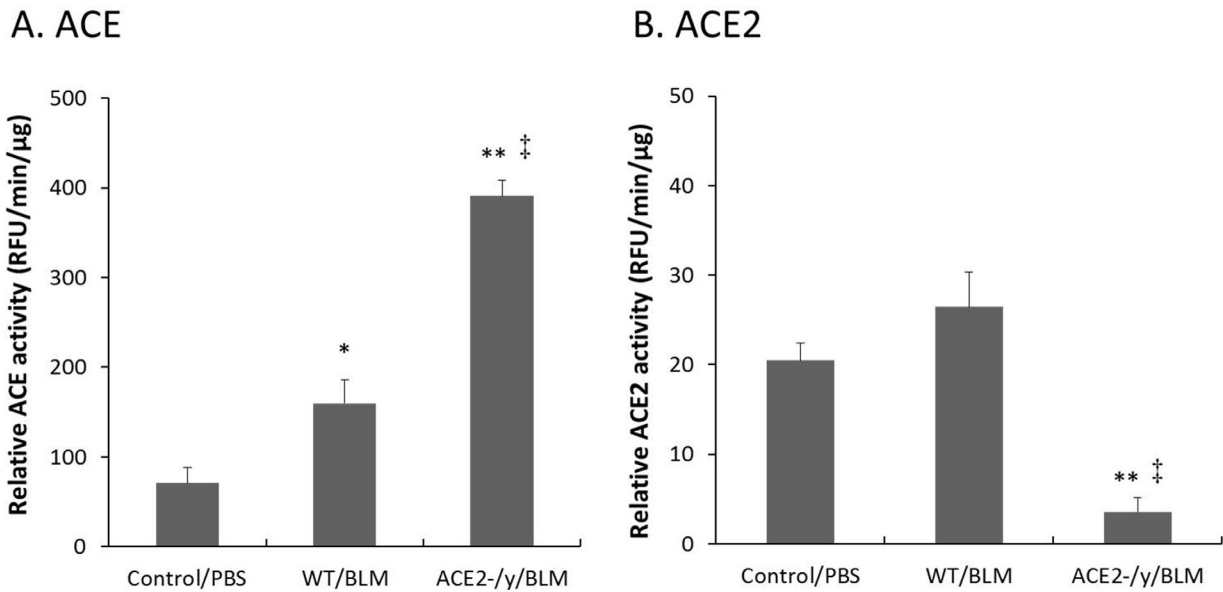 A. ACE
Relative ACE activity (RFU/min/µg)
500
400
300
200
100
0
*
** ‡
Control/PBS
WT/BLM
ACE2-/y/BLM
B. ACE2
Relative ACE2 activity (RFU/min/µg)
50
40
30
20
10
0
** ‡
Control/PBS
WT/BLM
ACE2-/y/BLM